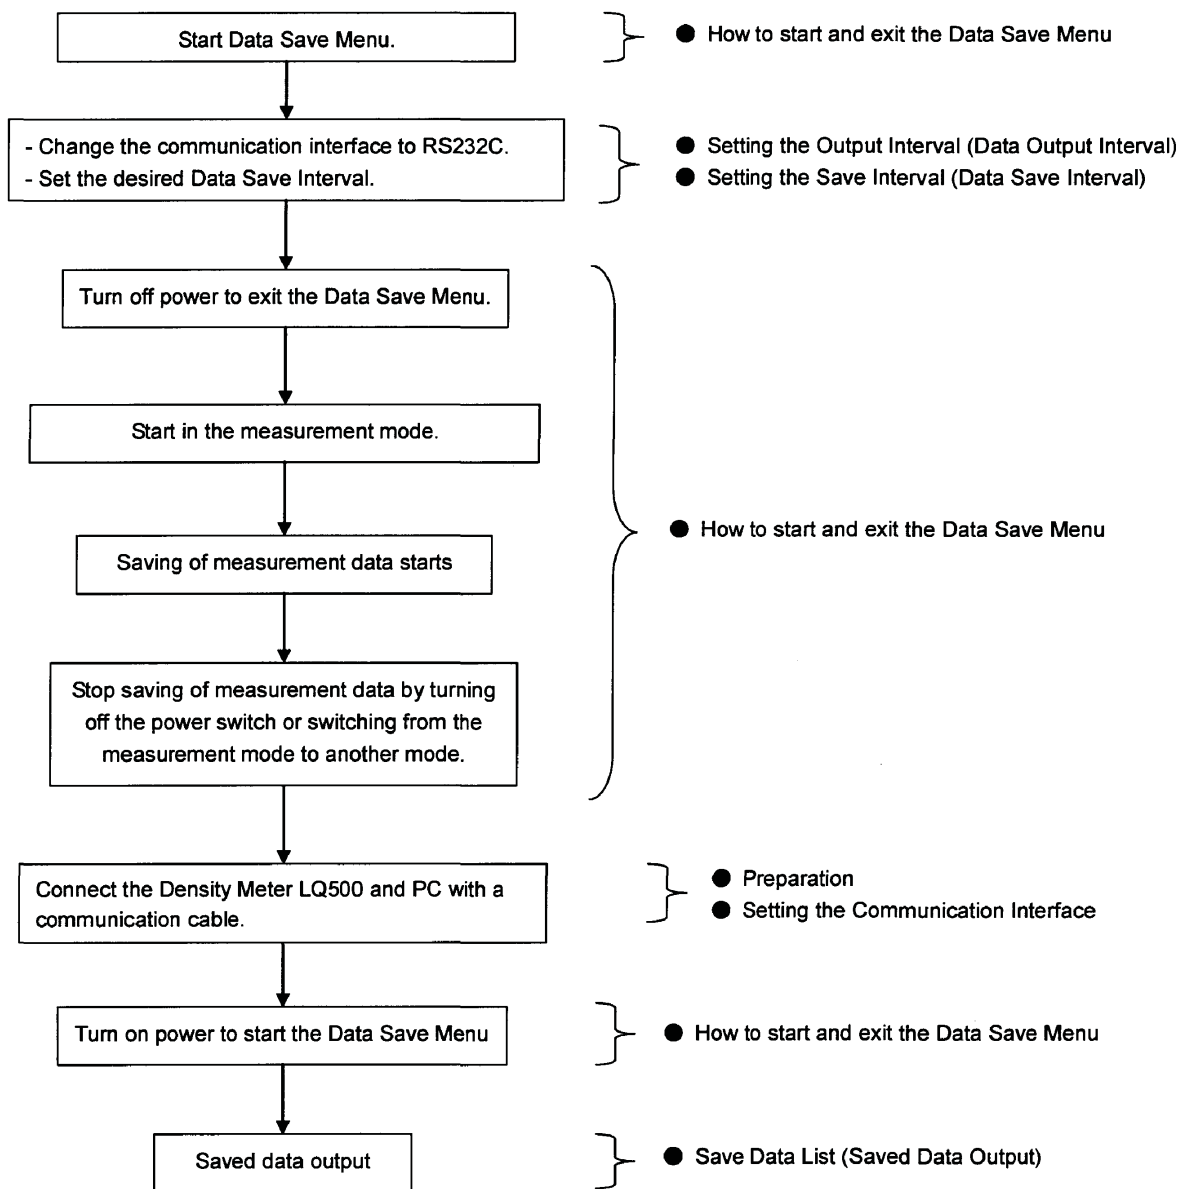 Start Data Save Menu.
● How to start and exit the Data Save Menu
- Change the communication interface to RS232C.
- Set the desired Data Save Interval.
● Setting the Output Interval (Data Output Interval)
● Setting the Save Interval (Data Save Interval)
Turn off power to exit the Data Save Menu.
Start in the measurement mode.
Saving of measurement data starts
Stop saving of measurement data by turning
off the power switch or switching from the
measurement mode to another mode.
● How to start and exit the Data Save Menu
Connect the Density Meter LQ500 and PC with a
communication cable.
● Preparation
● Setting the Communication Interface
Turn on power to start the Data Save Menu
● How to start and exit the Data Save Menu
Saved data output
● Save Data List (Saved Data Output)